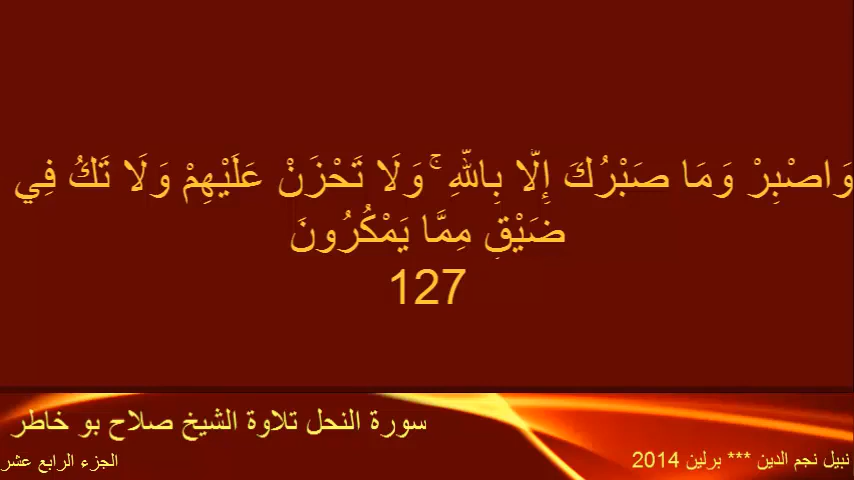 وَاصْبِرْ وَمَا صَبْرُكَ إِلَّا بِاللَّهِ ۚ وَلَا تَحْزَنْ عَلَيْهِمْ وَلَا تَكُ فِي
ضَيْقٍ مِمَّا يَمْكُرُونَ
127
سورة النحل تلاوة الشيخ صلاح بو خاطر
نبيل نجم الدين *** برلين 2014
الجزء الرابع عشر